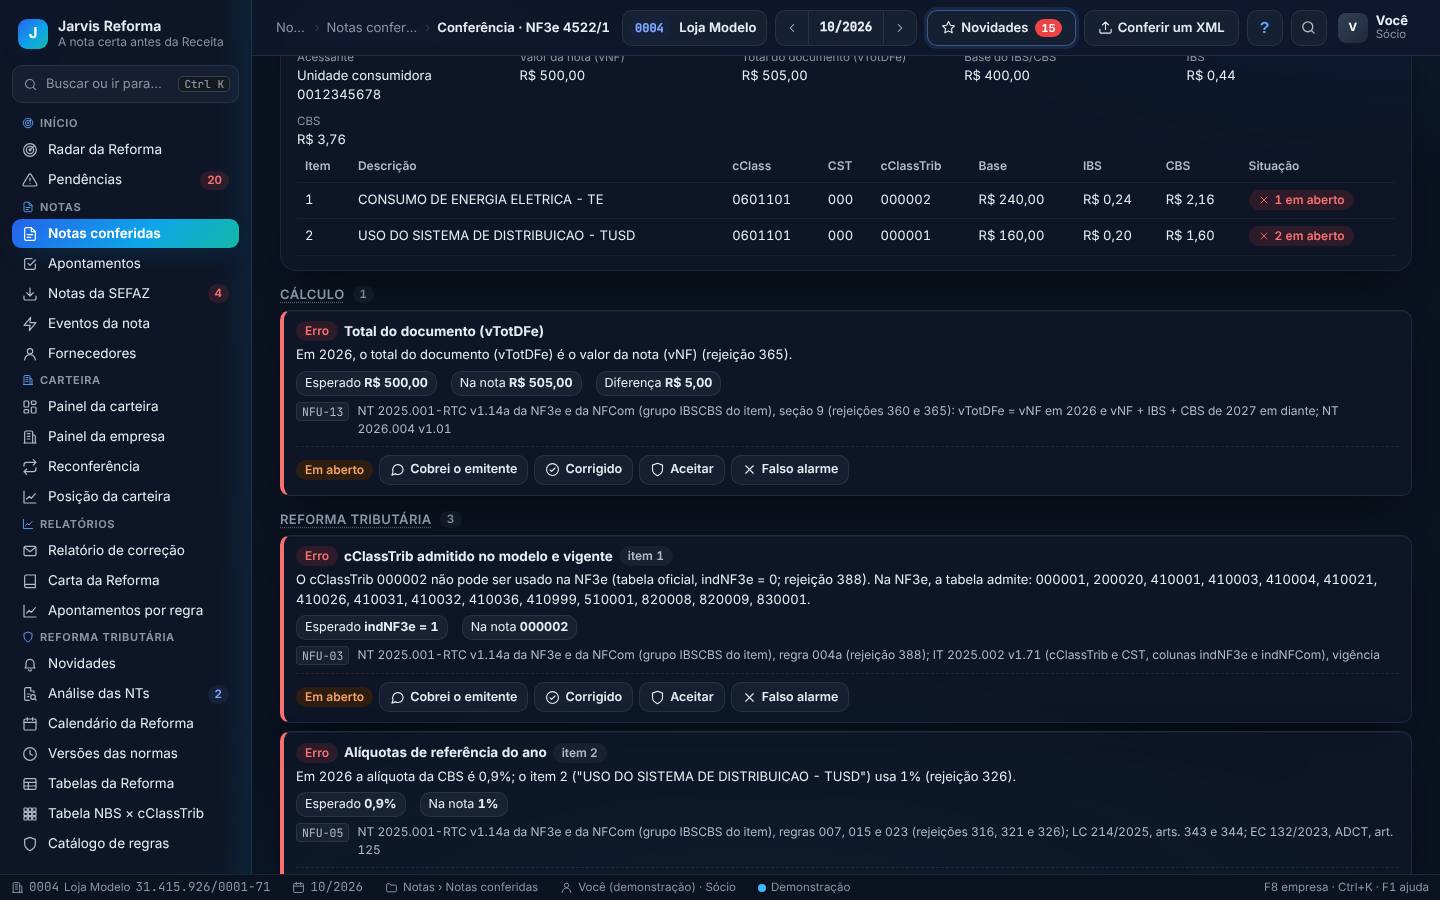 J
Jarvis Reforma
A nota certa antes da Receita
Buscar ou ir para...
Ctrl K
INÍCIO
Radar da Reforma
Pendências
20
NOTAS
Notas conferidas
Apontamentos
Notas da SEFAZ
4
Eventos da nota
Fornecedores
CARTEIRA
Painel da carteira
Painel da empresa
Reconferência
Posição da carteira
RELATÓRIOS
Relatório de correção
Carta da Reforma
Apontamentos por regra
REFORMA TRIBUTÁRIA
Novidades
Análise das NTs
2
Calendário da Reforma
Versões das normas
Tabelas da Reforma
Tabela NBS × cClassTrib
Catálogo de regras
No... › Notas confer... › Conferência · NF3e 4522/1
0004 Loja Modelo
‹ 10/2026 ›
Novidades 15
Conferir um XML
?
V
Você
Sócio
Acessante
Unidade consumidora
0012345678
Valor da nota (vNF)
R$ 500,00
Total do documento (vTotDFe)
R$ 505,00
Base do IBS/CBS
R$ 400,00
IBS
R$ 0,44
CBS
R$ 3,76
Item Descrição cClass CST cClassTrib Base IBS CBS Situação
1 CONSUMO DE ENERGIA ELETRICA - TE 0601101 000 000002 R$ 240,00 R$ 0,24 R$ 2,16 1 em aberto
2 USO DO SISTEMA DE DISTRIBUICAO - TUSD 0601101 000 000001 R$ 160,00 R$ 0,20 R$ 1,60 2 em aberto
CÁLCULO 1
Erro Total do documento (vTotDFe)
Em 2026, o total do documento (vTotDFe) é o valor da nota (vNF) (rejeição 365).
Esperado R$ 500,00 Na nota R$ 505,00 Diferença R$ 5,00
NFU-13 NT 2025.001-RTC v1.14a da NF3e e da NFCom (grupo IBSCBS do item), seção 9 (rejeições 360 e 365): vTotDFe = vNF em 2026 e vNF + IBS + CBS de 2027 em diante; NT
2026.004 v1.01
Em aberto Cobrei o emitente Corrigido Aceitar Falso alarme
REFORMA TRIBUTÁRIA 3
Erro cClassTrib admitido no modelo e vigente item 1
O cClassTrib 000002 não pode ser usado na NF3e (tabela oficial, indNF3e = 0; rejeição 388). Na NF3e, a tabela admite: 000001, 200020, 410001, 410003, 410004, 410021,
410026, 410031, 410032, 410036, 410999, 510001, 820008, 820009, 830001.
Esperado indNF3e = 1 Na nota 000002
NFU-03 NT 2025.001-RTC v1.14a da NF3e e da NFCom (grupo IBSCBS do item), regra 004a (rejeição 388); IT 2025.002 v1.71 (cClassTrib e CST, colunas indNF3e e indNFCom), vigência
Em aberto Cobrei o emitente Corrigido Aceitar Falso alarme
Erro Alíquotas de referência do ano item 2
Em 2026 a alíquota da CBS é 0,9%; o item 2 ("USO DO SISTEMA DE DISTRIBUICAO - TUSD") usa 1% (rejeição 326).
Esperado 0,9% Na nota 1%
NFU-05 NT 2025.001-RTC v1.14a da NF3e e da NFCom (grupo IBSCBS do item), regras 007, 015 e 023 (rejeições 316, 321 e 326); LC 214/2025, arts. 343 e 344; EC 132/2023, ADCT, art.
125
0004 Loja Modelo 31.415.926/0001-71 10/2026 Notas › Notas conferidas Você (demonstração) · Sócio Demonstração F8 empresa · Ctrl+K · F1 ajuda